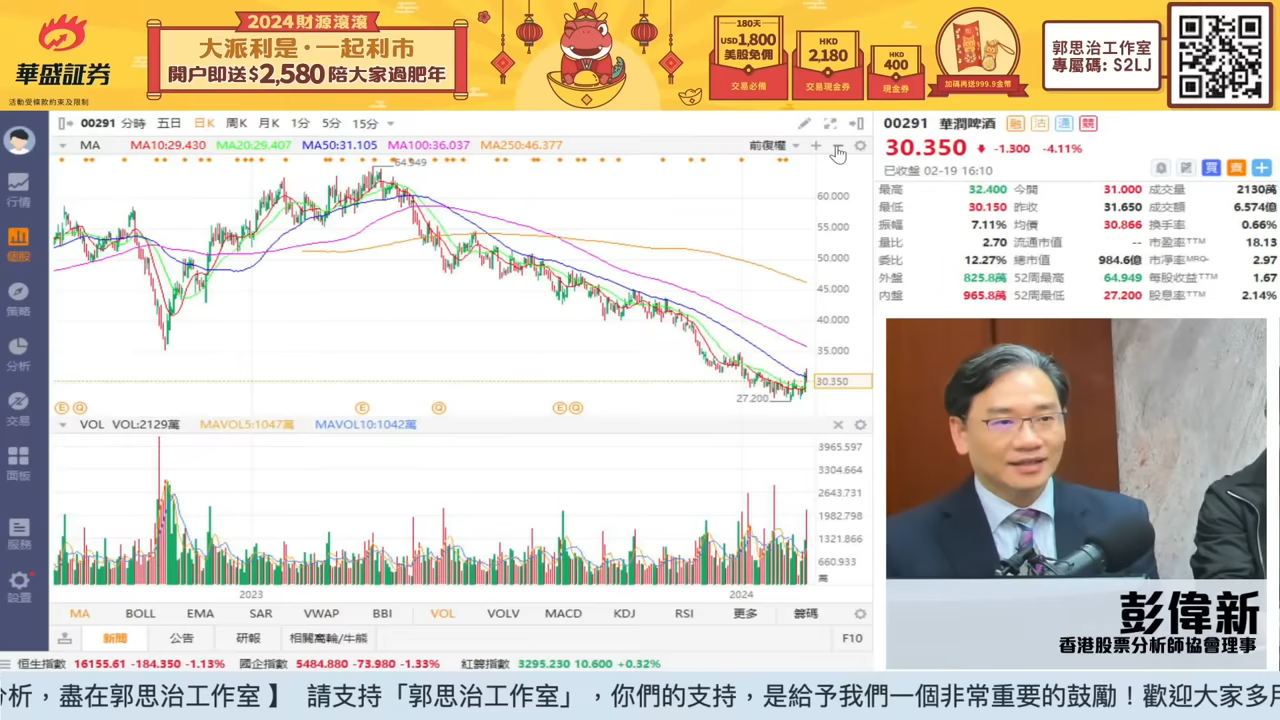 華盛証券
活動受條款約束及限制
2024財源滾滾
大派利是·一起利市
開户即送$2,580陪大家過肥年
180天
USD1,800
美股免佣
交易必備
HKD
2,180
交易現金券
HKD
400
現金券
加碼再送999.9金幣
郭思治工作室
專屬碼: S2LJ
00291 分時 五日 日K 周K 月K 1分 5分 15分
MA MA10:29.430 MA20:29.407 MA50:31.105 MA100:36.037 MA250:46.377 前復權
64.949
60.000
55.000
50.000
45.000
40.000
35.000
30.350
27.200
E Q E Q E Q
VOL VOL:2129萬 MAVOL5:1047萬 MAVOL10:1042萬
3965.597
3304.664
2643.731
1982.798
1321.866
660.933
萬
2023 2024
MA BOLL EMA SAR VWAP BBI VOL VOLV MACD KDJ RSI 更多 籌碼
新聞 公告 研報 相關窩輪/牛熊 F10
行情
個股
策略
分析
交易
面板
服務
設置
00291 華潤啤酒 融 沽 通 競
30.350 -1.300 -4.11%
已收盤 02-19 16:10
買 賣
最高 32.400 今開 31.000 成交量 2130萬
最低 30.150 昨收 31.650 成交額 6.574億
振幅 7.11% 均價 30.866 換手率 0.66%
量比 2.70 流通市值 -- 市盈率TTM 18.13
委比 12.27% 總市值 984.6億 市淨率MRQ 2.97
外盤 825.8萬 52周最高 64.949 每股收益TTM 1.67
內盤 965.8萬 52周最低 27.200 股息率TTM 2.14%
彭偉新
香港股票分析師協會理事
恒生指數 16155.61 -184.350 -1.13% 國企指數 5484.880 -73.980 -1.33% 紅籌指數 3295.230 10.600 +0.32%
分析，盡在郭思治工作室 】 請支持「郭思治工作室」，你們的支持，是給予我們一個非常重要的鼓勵！歡迎大家多用